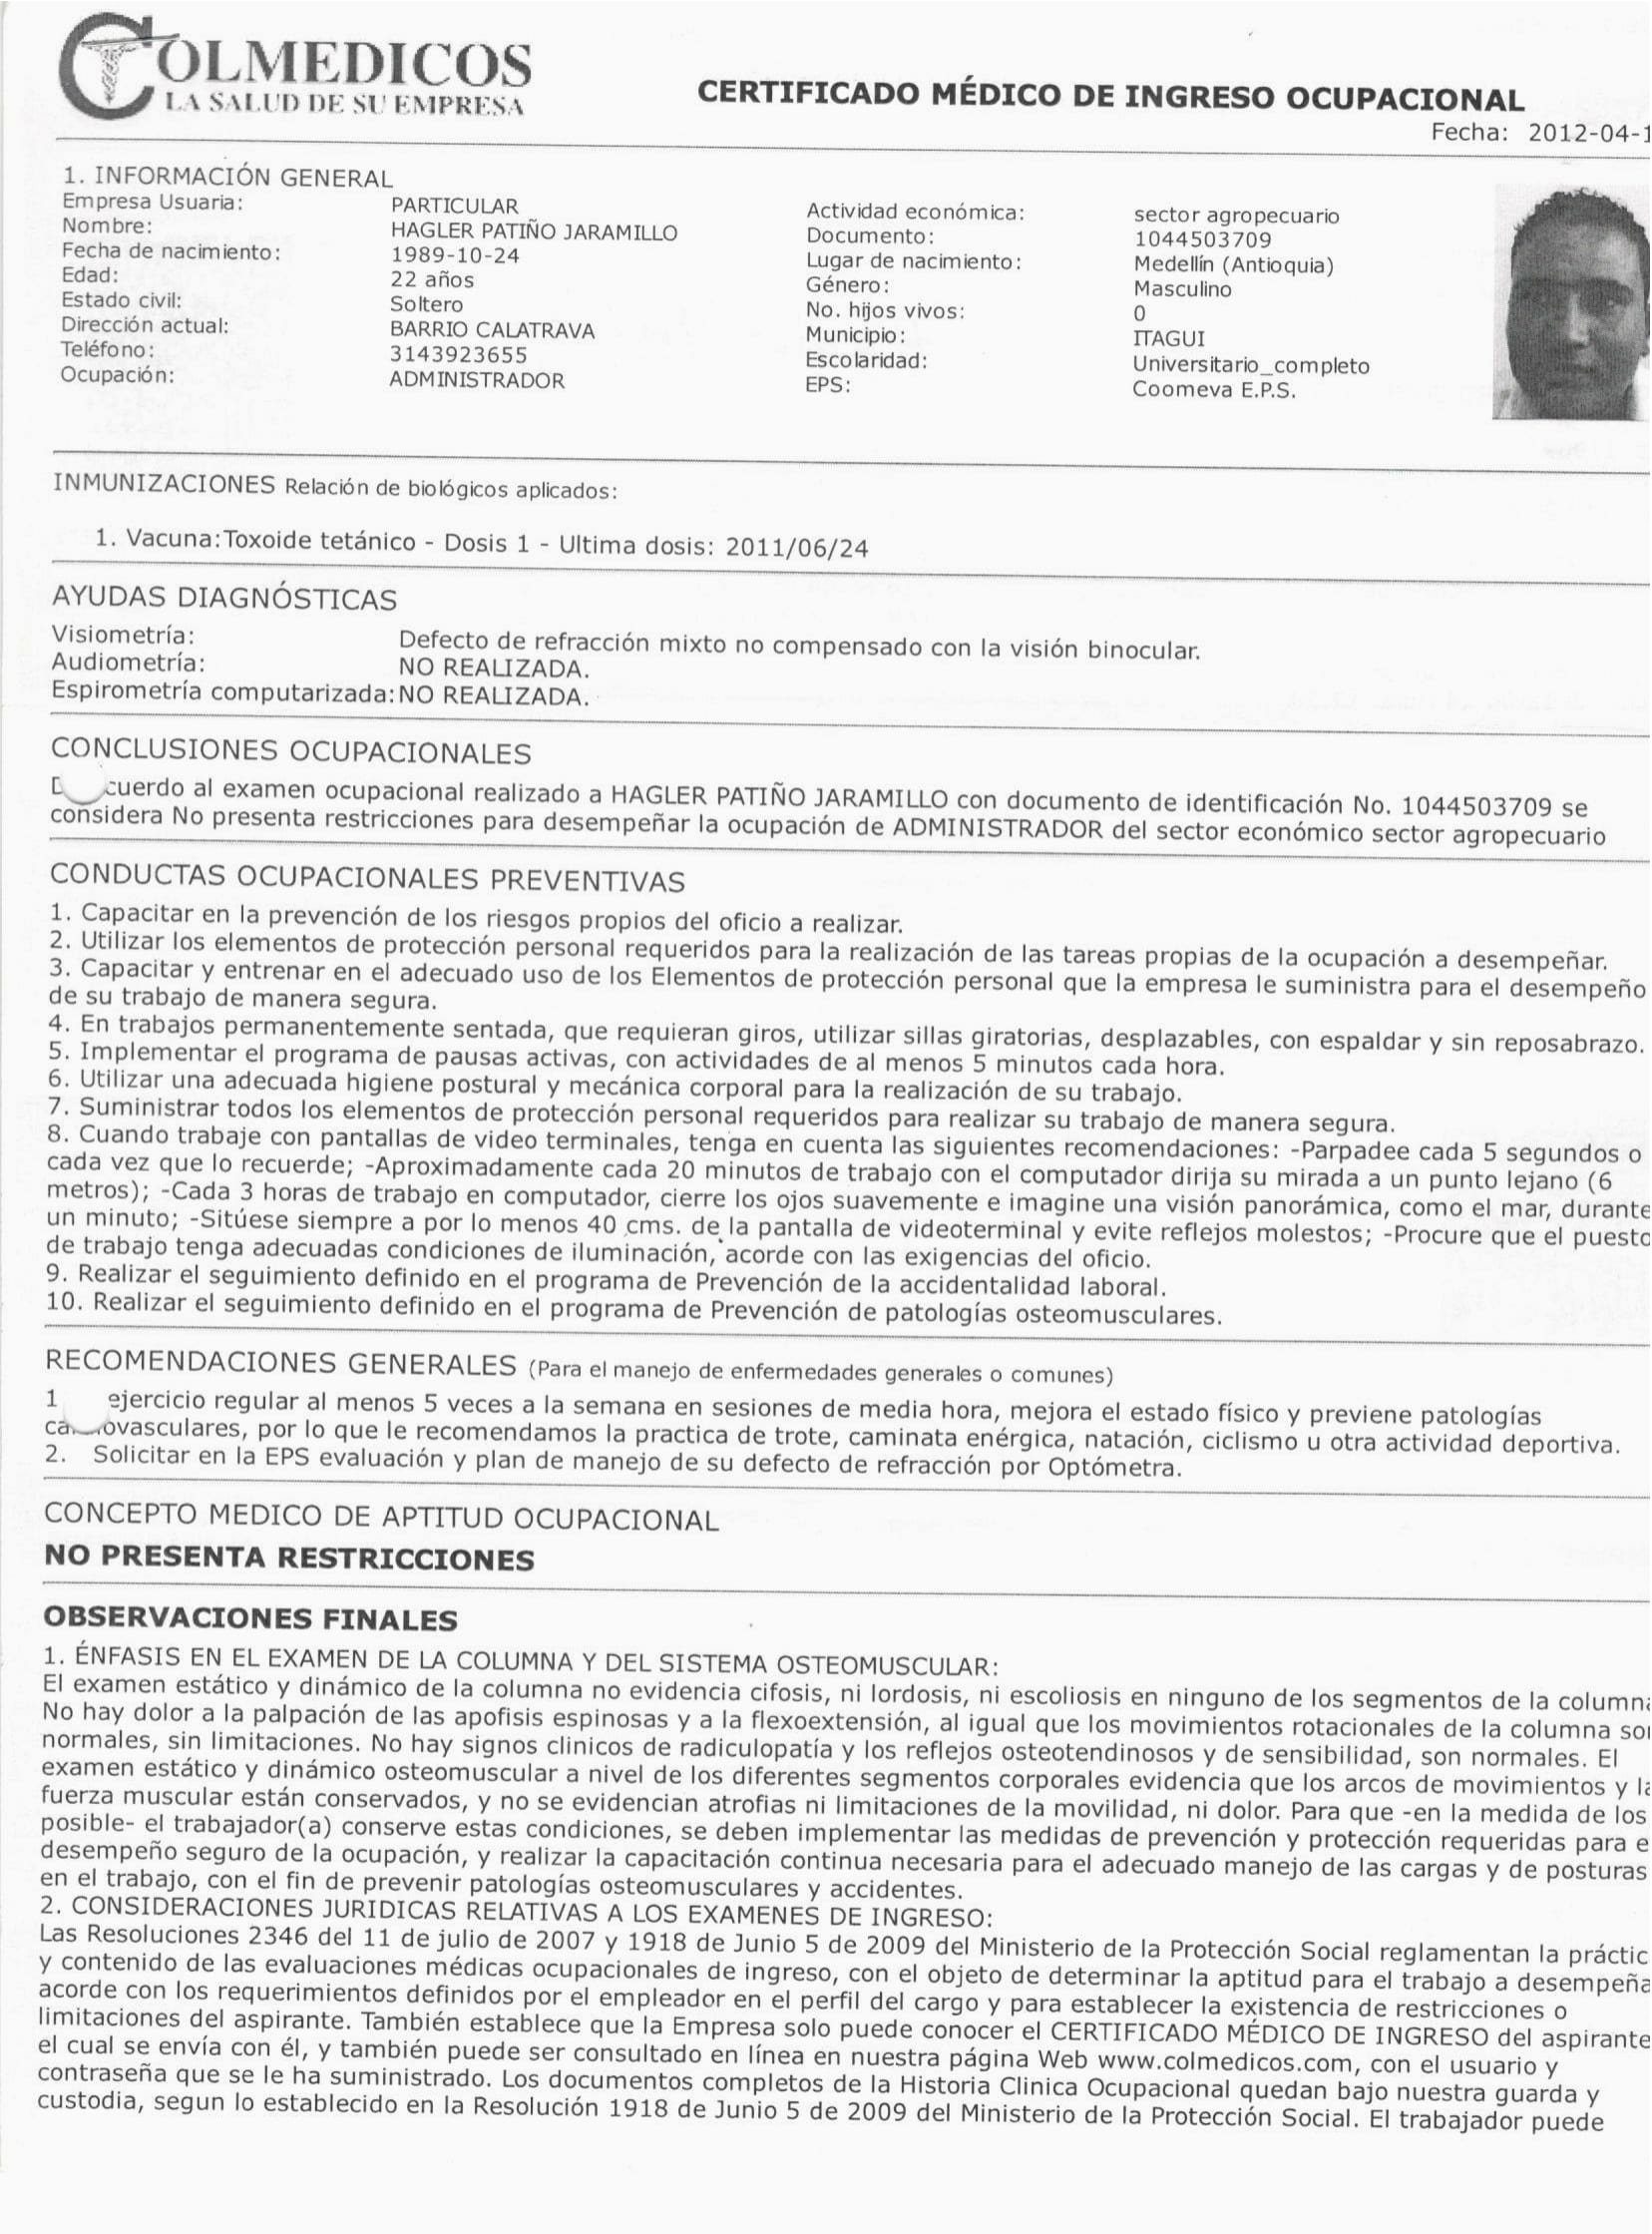 COLMEDICOS
LA SALUD DE SU EMPRESA
CERTIFICADO MÉDICO DE INGRESO OCUPACIONAL
Fecha: 2012-04-1
1. INFORMACIÓN GENERAL
Empresa Usuaria: PARTICULAR Actividad económica: sector agropecuario
Nombre: HAGLER PATIÑO JARAMILLO Documento: 1044503709
Fecha de nacimiento: 1989-10-24 Lugar de nacimiento: Medellín (Antioquia)
Edad: 22 años Género: Masculino
Estado civil: Soltero No. hijos vivos: 0
Dirección actual: BARRIO CALATRAVA Municipio: ITAGUI
Teléfono: 3143923655 Escolaridad: Universitario_completo
Ocupación: ADMINISTRADOR EPS: Coomeva E.P.S.
INMUNIZACIONES Relación de biológicos aplicados:
1. Vacuna:Toxoide tetánico - Dosis 1 - Ultima dosis: 2011/06/24
AYUDAS DIAGNÓSTICAS
Visiometría: Defecto de refracción mixto no compensado con la visión binocular.
Audiometría: NO REALIZADA.
Espirometría computarizada: NO REALIZADA.
CONCLUSIONES OCUPACIONALES
cuerdo al examen ocupacional realizado a HAGLER PATIÑO JARAMILLO con documento de identificación No. 1044503709 se
considera No presenta restricciones para desempeñar la ocupación de ADMINISTRADOR del sector económico sector agropecuario
CONDUCTAS OCUPACIONALES PREVENTIVAS
1. Capacitar en la prevención de los riesgos propios del oficio a realizar.
2. Utilizar los elementos de protección personal requeridos para la realización de las tareas propias de la ocupación a desempeñar.
3. Capacitar y entrenar en el adecuado uso de los Elementos de protección personal que la empresa le suministra para el desempeño
de su trabajo de manera segura.
4. En trabajos permanentemente sentada, que requieran giros, utilizar sillas giratorias, desplazables, con espaldar y sin reposabrazo.
5. Implementar el programa de pausas activas, con actividades de al menos 5 minutos cada hora.
6. Utilizar una adecuada higiene postural y mecánica corporal para la realización de su trabajo.
7. Suministrar todos los elementos de protección personal requeridos para realizar su trabajo de manera segura.
8. Cuando trabaje con pantallas de video terminales, tenga en cuenta las siguientes recomendaciones: -Parpadee cada 5 segundos o
cada vez que lo recuerde; -Aproximadamente cada 20 minutos de trabajo con el computador dirija su mirada a un punto lejano (6
metros); -Cada 3 horas de trabajo en computador, cierre los ojos suavemente e imagine una visión panorámica, como el mar, durante
un minuto; -Sitúese siempre a por lo menos 40 cms. de la pantalla de videoterminal y evite reflejos molestos; -Procure que el puesto
de trabajo tenga adecuadas condiciones de iluminación, acorde con las exigencias del oficio.
9. Realizar el seguimiento definido en el programa de Prevención de la accidentalidad laboral.
10. Realizar el seguimiento definido en el programa de Prevención de patologías osteomusculares.
RECOMENDACIONES GENERALES (Para el manejo de enfermedades generales o comunes)
1 ejercicio regular al menos 5 veces a la semana en sesiones de media hora, mejora el estado físico y previene patologías
ca ovasculares, por lo que le recomendamos la practica de trote, caminata enérgica, natación, ciclismo u otra actividad deportiva.
2. Solicitar en la EPS evaluación y plan de manejo de su defecto de refracción por Optómetra.
CONCEPTO MEDICO DE APTITUD OCUPACIONAL
NO PRESENTA RESTRICCIONES
OBSERVACIONES FINALES
1. ÉNFASIS EN EL EXAMEN DE LA COLUMNA Y DEL SISTEMA OSTEOMUSCULAR:
El examen estático y dinámico de la columna no evidencia cifosis, ni lordosis, ni escoliosis en ninguno de los segmentos de la columna
No hay dolor a la palpación de las apofisis espinosas y a la flexoextensión, al igual que los movimientos rotacionales de la columna son
normales, sin limitaciones. No hay signos clinicos de radiculopatía y los reflejos osteotendinosos y de sensibilidad, son normales. El
examen estático y dinámico osteomuscular a nivel de los diferentes segmentos corporales evidencia que los arcos de movimientos y la
fuerza muscular están conservados, y no se evidencian atrofias ni limitaciones de la movilidad, ni dolor. Para que -en la medida de los
posible- el trabajador(a) conserve estas condiciones, se deben implementar las medidas de prevención y protección requeridas para e
desempeño seguro de la ocupación, y realizar la capacitación continua necesaria para el adecuado manejo de las cargas y de posturas
en el trabajo, con el fin de prevenir patologías osteomusculares y accidentes.
2. CONSIDERACIONES JURIDICAS RELATIVAS A LOS EXAMENES DE INGRESO:
Las Resoluciones 2346 del 11 de julio de 2007 y 1918 de Junio 5 de 2009 del Ministerio de la Protección Social reglamentan la práctic
y contenido de las evaluaciones médicas ocupacionales de ingreso, con el objeto de determinar la aptitud para el trabajo a desempeña
acorde con los requerimientos definidos por el empleador en el perfil del cargo y para establecer la existencia de restricciones o
limitaciones del aspirante. También establece que la Empresa solo puede conocer el CERTIFICADO MÉDICO DE INGRESO del aspirante
el cual se envía con él, y también puede ser consultado en línea en nuestra página Web www.colmedicos.com, con el usuario y
contraseña que se le ha suministrado. Los documentos completos de la Historia Clinica Ocupacional quedan bajo nuestra guarda y
custodia, segun lo establecido en la Resolución 1918 de Junio 5 de 2009 del Ministerio de la Protección Social. El trabajador puede